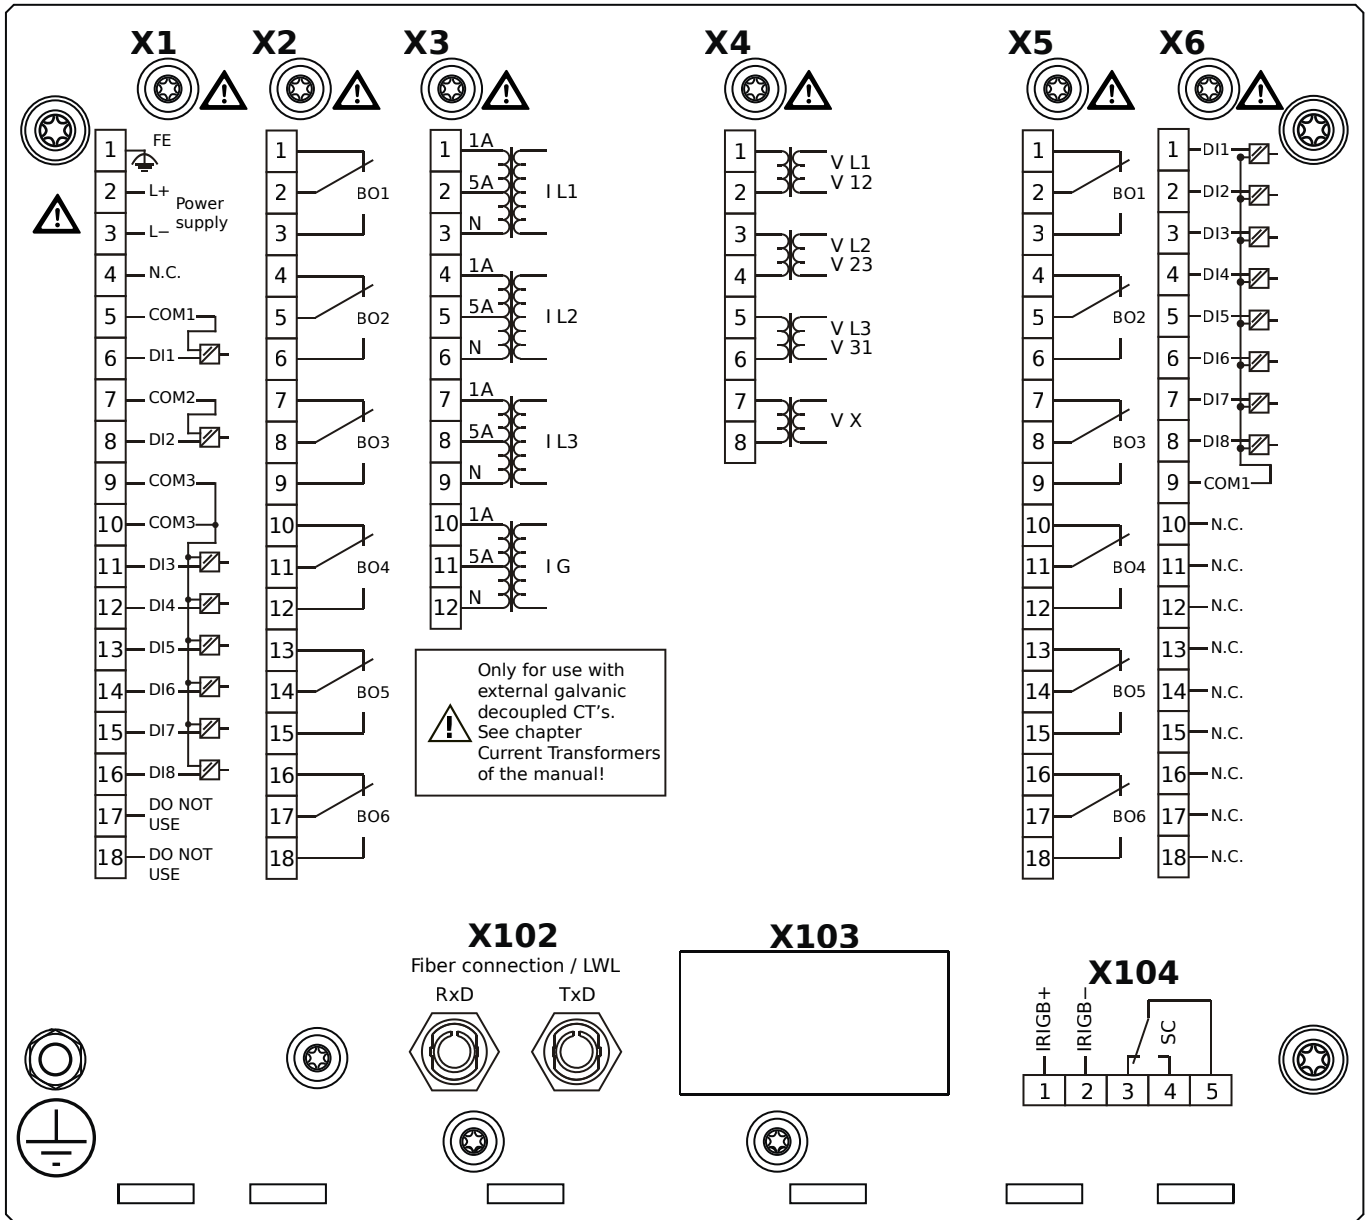 X1 X2 X3 X4 X5 X6
1 FE
2 L+
Power
supply
3 L−
4 N.C.
5 COM1
6 DI1
7 COM2
8 DI2
9 COM3
10 COM3
11 DI3
12 DI4
13 DI5
14 DI6
15 DI7
16 DI8
17 DO NOT
USE
18 DO NOT
USE
1
2 BO1
3
4
5 BO2
6
7
8 BO3
9
10
11 BO4
12
13
14 BO5
15
16
17 BO6
18
1 1A
2 5A I L1
3 N
4 1A
5 5A I L2
6 N
7 1A
8 5A I L3
9 N
10 1A
11 5A I G
12 N
Only for use with
external galvanic
decoupled CT's.
See chapter
Current Transformers
of the manual!
1 V L1
2 V 12
3 V L2
4 V 23
5 V L3
6 V 31
7 V X
8
1
2 BO1
3
4
5 BO2
6
7
8 BO3
9
10
11 BO4
12
13
14 BO5
15
16
17 BO6
18
1 DI1
2 DI2
3 DI3
4 DI4
5 DI5
6 DI6
7 DI7
8 DI8
9 COM1
10 N.C.
11 N.C.
12 N.C.
13 N.C.
14 N.C.
15 N.C.
16 N.C.
17 N.C.
18 N.C.
X102
Fiber connection / LWL
RxD TxD
X103
X104
IRIGB+
IRIGB−
SC
1 2 3 4 5